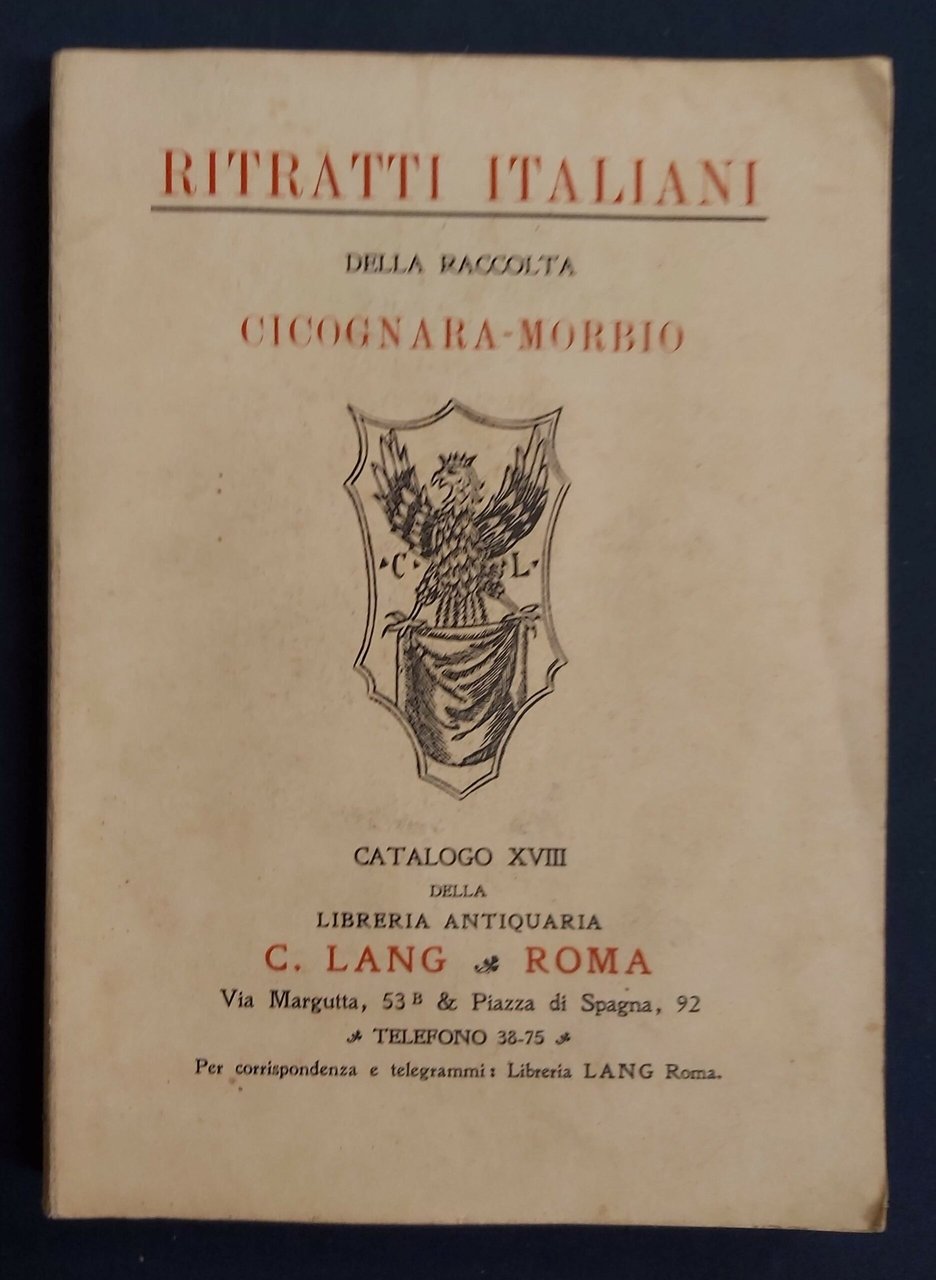 RITRATTI ITALIANI
DELLA RACCOLTA
CICOGNARA-MORBIO
C L
CATALOGO XVIII
DELLA
LIBRERIA ANTIQUARIA
C. LANG ROMA
Via Margutta, 53 B & Piazza di Spagna, 92
TELEFONO 38-75
Per corrispondenza e telegrammi: Libreria LANG Roma.